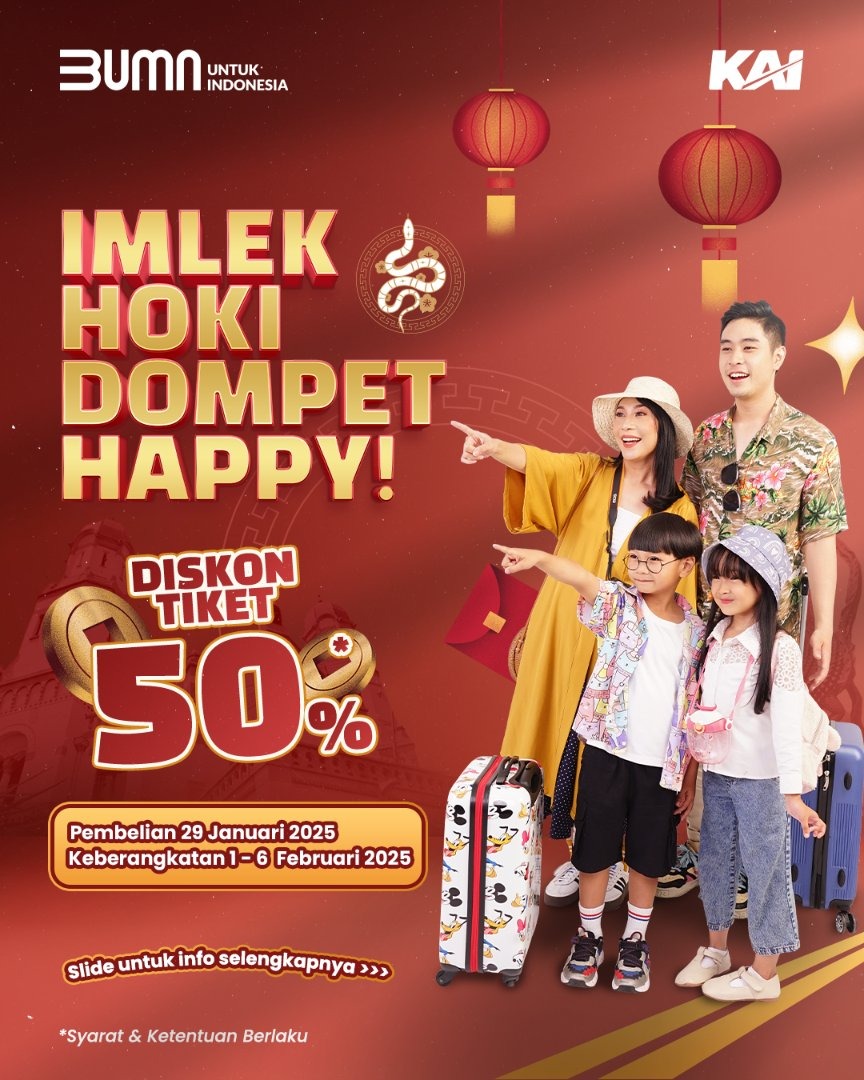 BUMN UNTUK
INDONESIA
KAI
IMLEK
HOKI
DOMPET
HAPPY!
DISKON
TIKET
50%*
Pembelian 29 Januari 2025
Keberangkatan 1 - 6 Februari 2025
Slide untuk info selengkapnya >>>
*Syarat & Ketentuan Berlaku